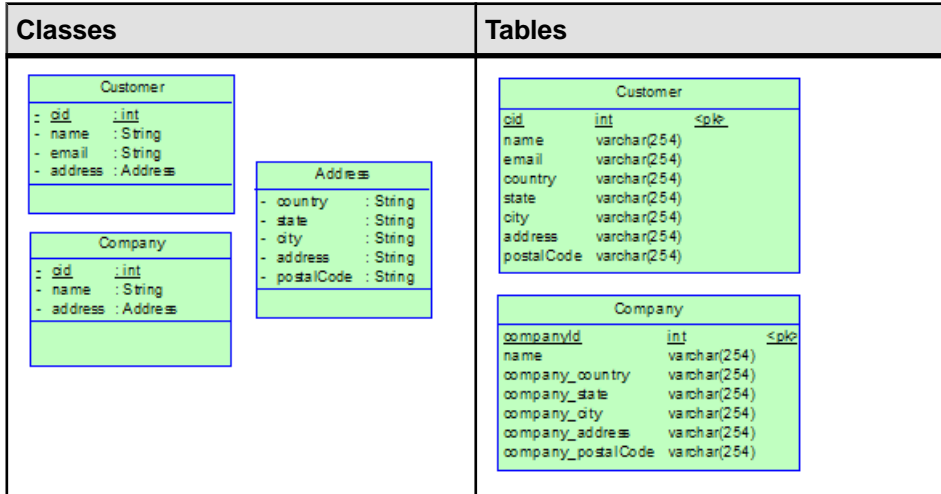 Classes
Tables
Customer
- cid : int
- name : String
- email : String
- address : Address
Company
- cid : int
- name : String
- address : Address
Address
- country : String
- state : String
- city : String
- address : String
- postalCode : String
Customer
cid int <pk>
name varchar(254)
email varchar(254)
country varchar(254)
state varchar(254)
city varchar(254)
address varchar(254)
postalCode varchar(254)
Company
companyId int <pk>
name varchar(254)
company_country varchar(254)
company_state varchar(254)
company_city varchar(254)
company_address varchar(254)
company_postalCode varchar(254)